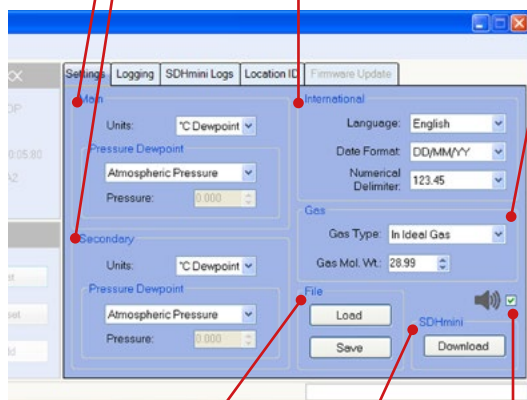 Settings Logging SDHmini Logs Location ID Firmware Update
Main
Units: °C Dewpoint
Pressure Dewpoint
Atmospheric Pressure
Pressure: 0.000
Secondary
Units: °C Dewpoint
Pressure Dewpoint
Atmospheric Pressure
Pressure: 0.000
International
Language: English
Date Format: DD/MM/YY
Numerical
Delimiter: 123.45
Gas
Gas Type: In Ideal Gas
Gas Mol. Wt.: 28.99
File
Load
Save
SDHmini
Download